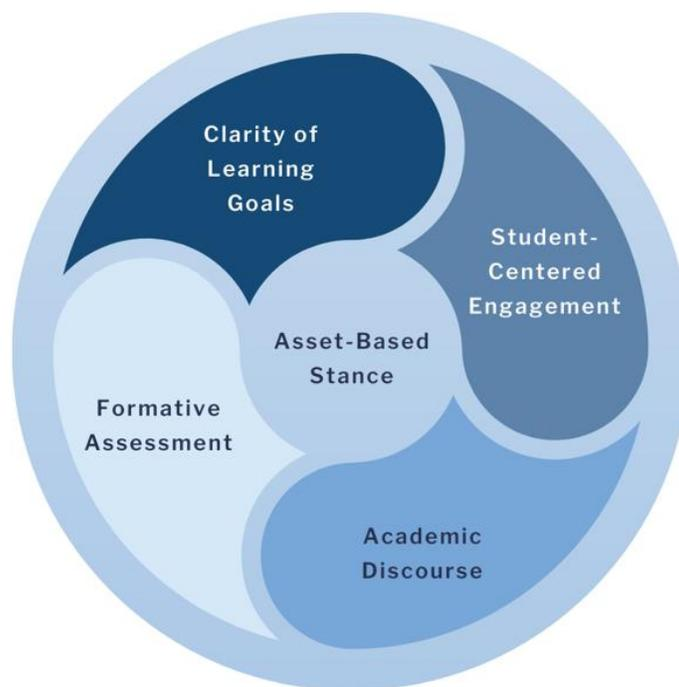 Clarity of
Learning
Goals
Student-
Centered
Engagement
Asset-Based
Stance
Formative
Assessment
Academic
Discourse